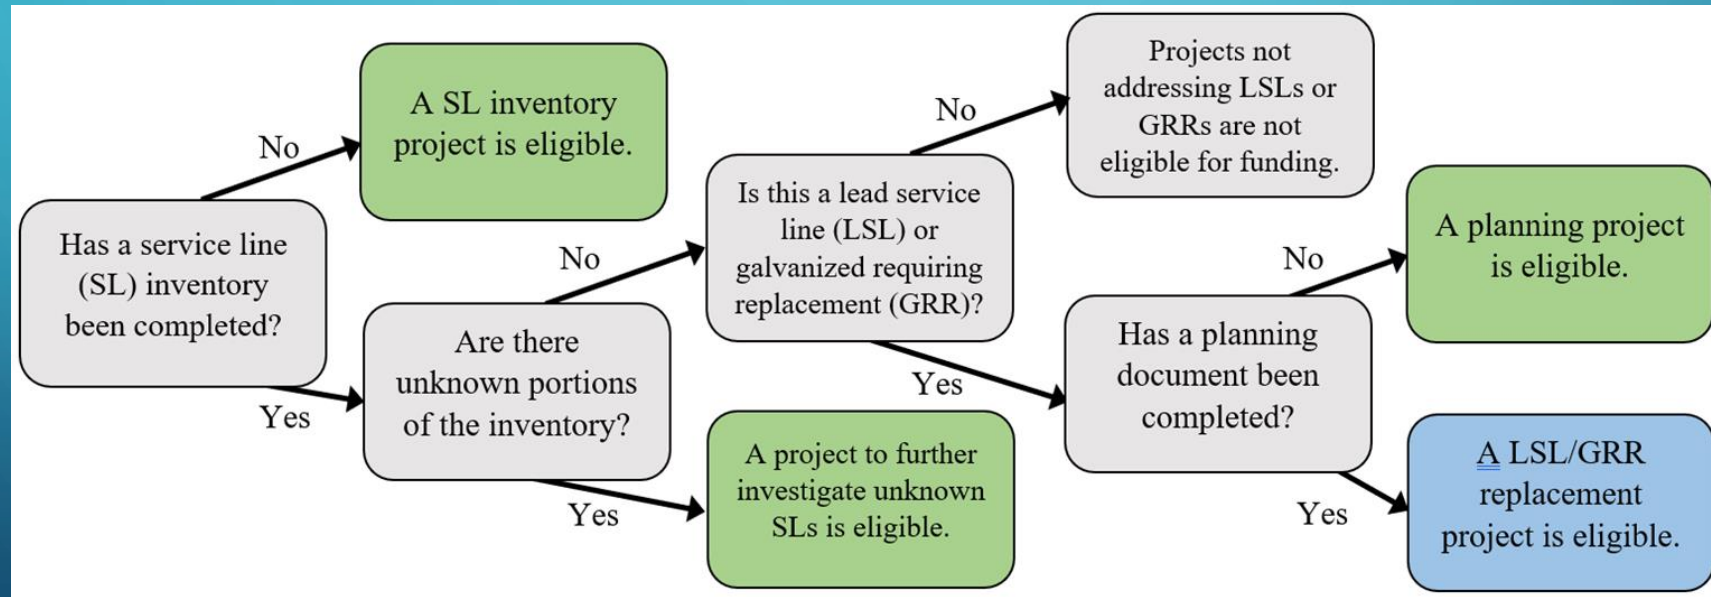 Has a service line
(SL) inventory
been completed?
No
A SL inventory
project is eligible.
Yes
Are there
unknown portions
of the inventory?
No
Is this a lead service
line (LSL) or
galvanized requiring
replacement (GRR)?
Yes
A project to further
investigate unknown
SLs is eligible.
No
Projects not
addressing LSLs or
GRRs are not
eligible for funding.
Yes
Has a planning
document been
completed?
No
A planning project
is eligible.
Yes
A LSL/GRR
replacement
project is eligible.